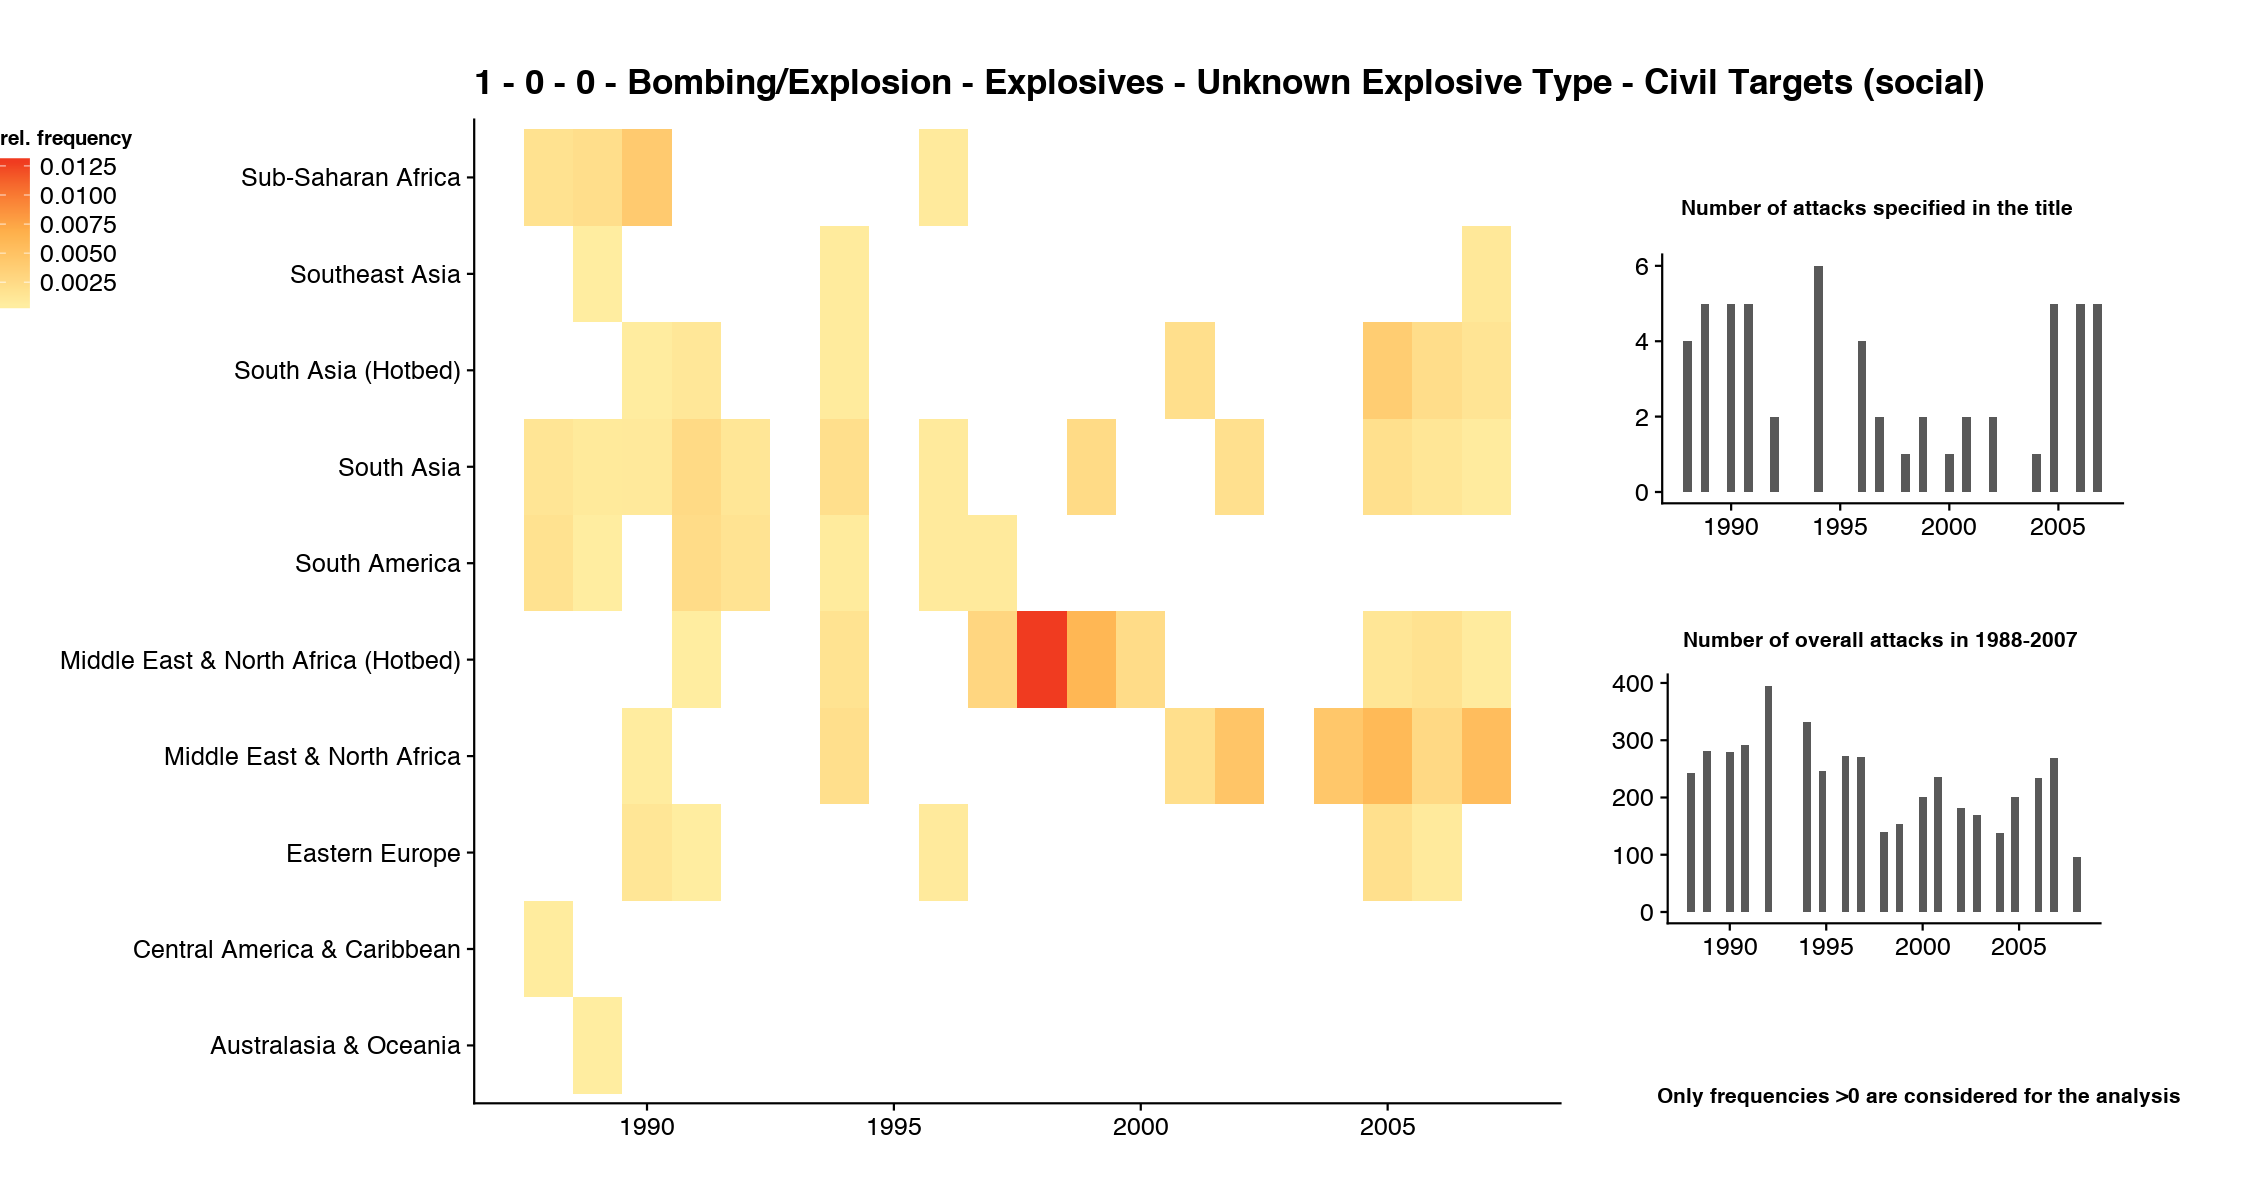 1 - 0 - 0 - Bombing/Explosion - Explosives - Unknown Explosive Type - Civil Targets (social)
rel. frequency
0.0125
0.0100
0.0075
0.0050
0.0025
Sub-Saharan Africa
Southeast Asia
South Asia (Hotbed)
South Asia
South America
Middle East & North Africa (Hotbed)
Middle East & North Africa
Eastern Europe
Central America & Caribbean
Australasia & Oceania
1990 1995 2000 2005
Number of attacks specified in the title
6
4
2
0
1990 1995 2000 2005
Number of overall attacks in 1988-2007
400
300
200
100
0
1990 1995 2000 2005
Only frequencies >0 are considered for the analysis